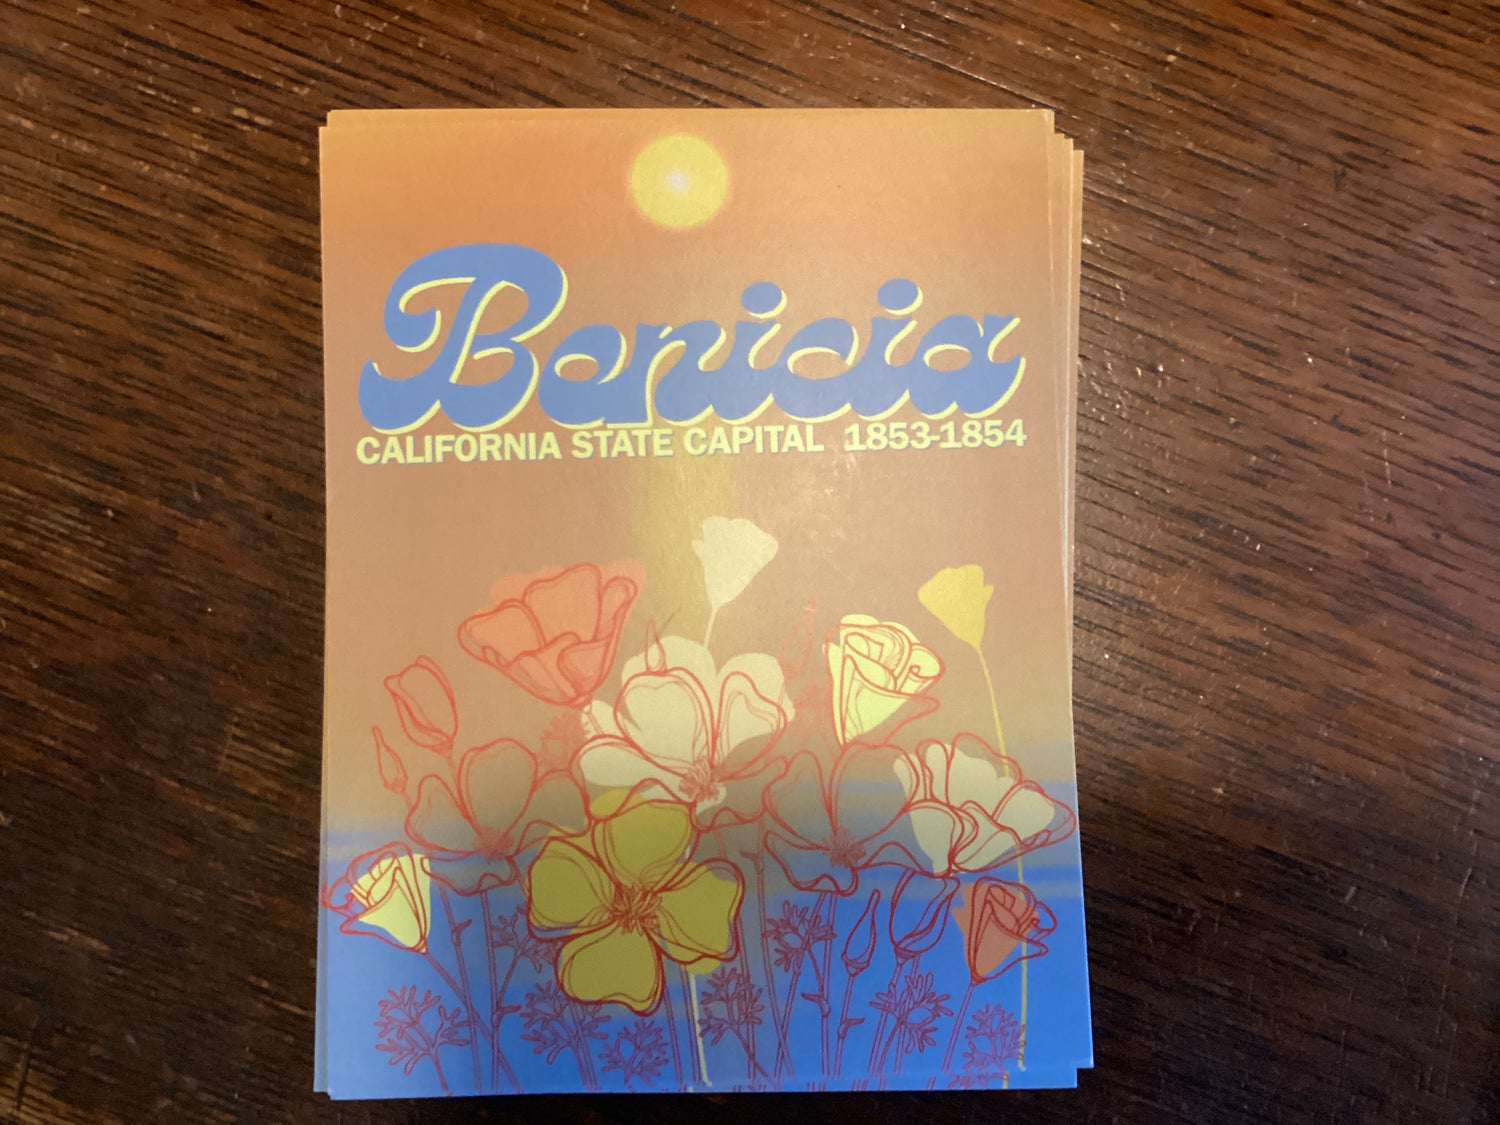 Benicia
CALIFORNIA STATE CAPITAL 1853-1854